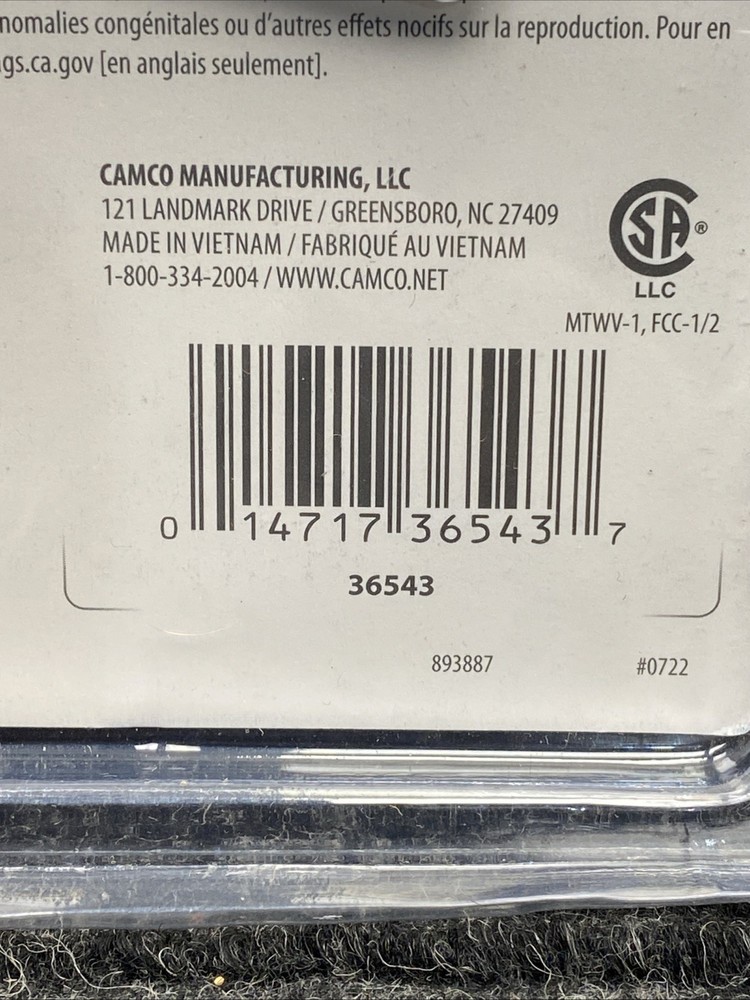 nomalies congénitales ou d'autres effets nocifs sur la reproduction. Pour en
gs.ca.gov [en anglais seulement].
CAMCO MANUFACTURING, LLC
121 LANDMARK DRIVE / GREENSBORO, NC 27409
MADE IN VIETNAM / FABRIQUÉ AU VIETNAM
1-800-334-2004 / WWW.CAMCO.NET
SA®
LLC
MTWV-1, FCC-1/2
0 14717 36543 7
36543
893887 #0722